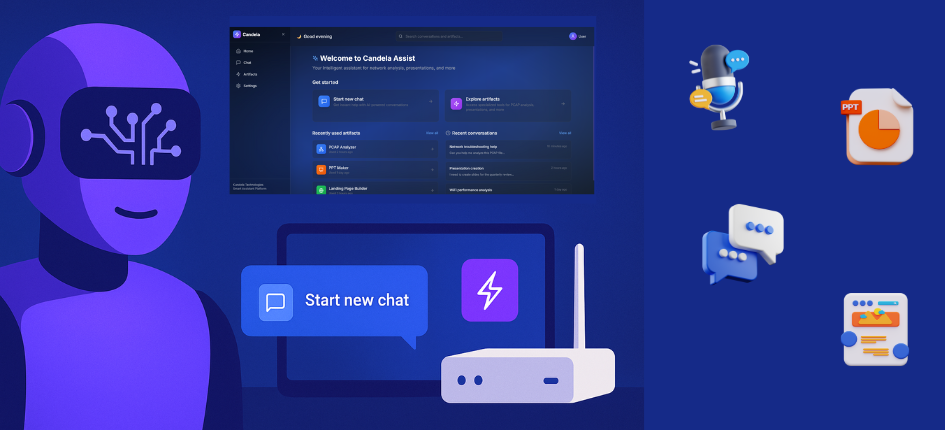 Candela
Good evening
Search conversations and artifacts...
User
Home
Chat
Artifacts
Settings
Welcome to Candela Assist
Your intelligent assistant for network analysis, presentations, and more.
Get started
Start new chat
Explore artifacts
Recently used artifacts
View all
Recent conversations
View all
PCAP Analyzer
Network troubleshooting help
PPT Maker
Presentation creation
Landing Page Builder
WiFi performance analysis
Candela Technologies
Start new chat
PPT